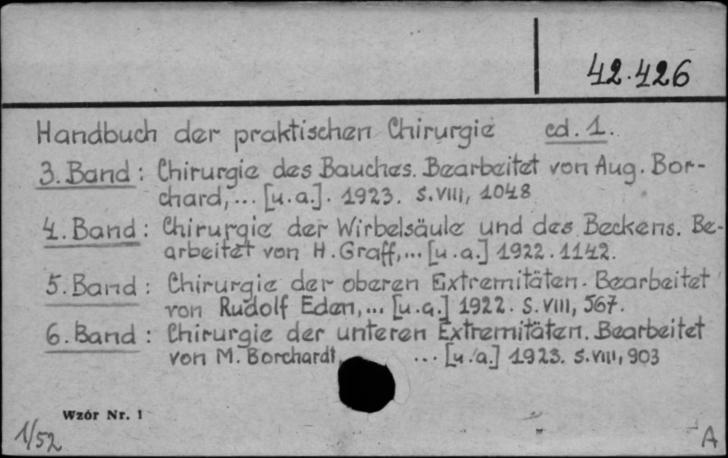 42.426
Handbuch der praktischen Chirurgie ed. 1.
3. Band : Chirurgie des Bauches. Bearbeitet von Aug. Bor-
chard,... [u.a.]. 1923. S.VIII, 1048
4. Band : Chirurgie der Wirbelsäule und des Beckens. Be-
arbeitet von H. Graff,... [u.a.] 1922. 1142.
5. Band : Chirurgie der oberen Extremitäten. Bearbeitet
von Rudolf Eden,... [u.a.] 1922. S.VIII, 567.
6. Band : Chirurgie der unteren Extremitäten. Bearbeitet
von M. Borchardt, ... [u.a.] 1923. S.VIII, 903
Wzór Nr. 1
1/52
A